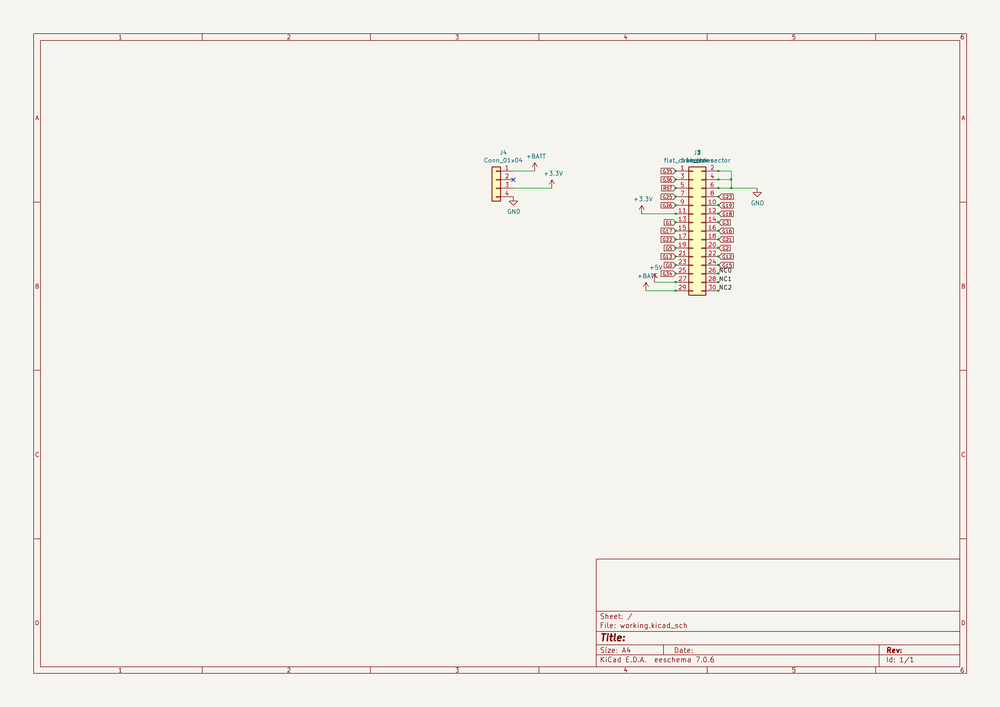 1 2 3 4 5 6
A A
J4
Conn_01x04
+BATT
1
2
+3.3V
3
4
GND
G35 1 2
G36 3 4
RST 5 6
G25 7 8 G23
+3.3V
G26 9 10 G19
11 12 G18
G1 13 14 G3
G17 15 16 G16
G22 17 18 G21
G5 19 20 G2
G13 21 22 G12
G0 23 24 G15
G34 25 26 NC0
+5V
+BATT
27 28 NC1
29 30 NC2
GND
B B
C C
D D
Sheet: /
File: working.kicad_sch
Title:
Size: A4 Date: Rev:
KiCad E.D.A. eeschema 7.0.6 Id: 1/1
1 2 3 4 5 6